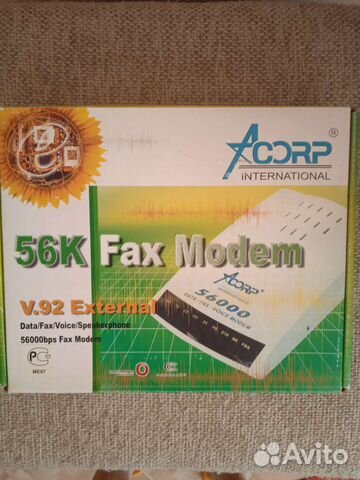 ACORP ®
INTERNATIONAL
56K Fax Modem
V.92 External
Data/Fax/Voice/Speakerphone
56000bps Fax Modem
ME67
ACORP
56000
DATA / FAX / VOICE MODEM
Avito